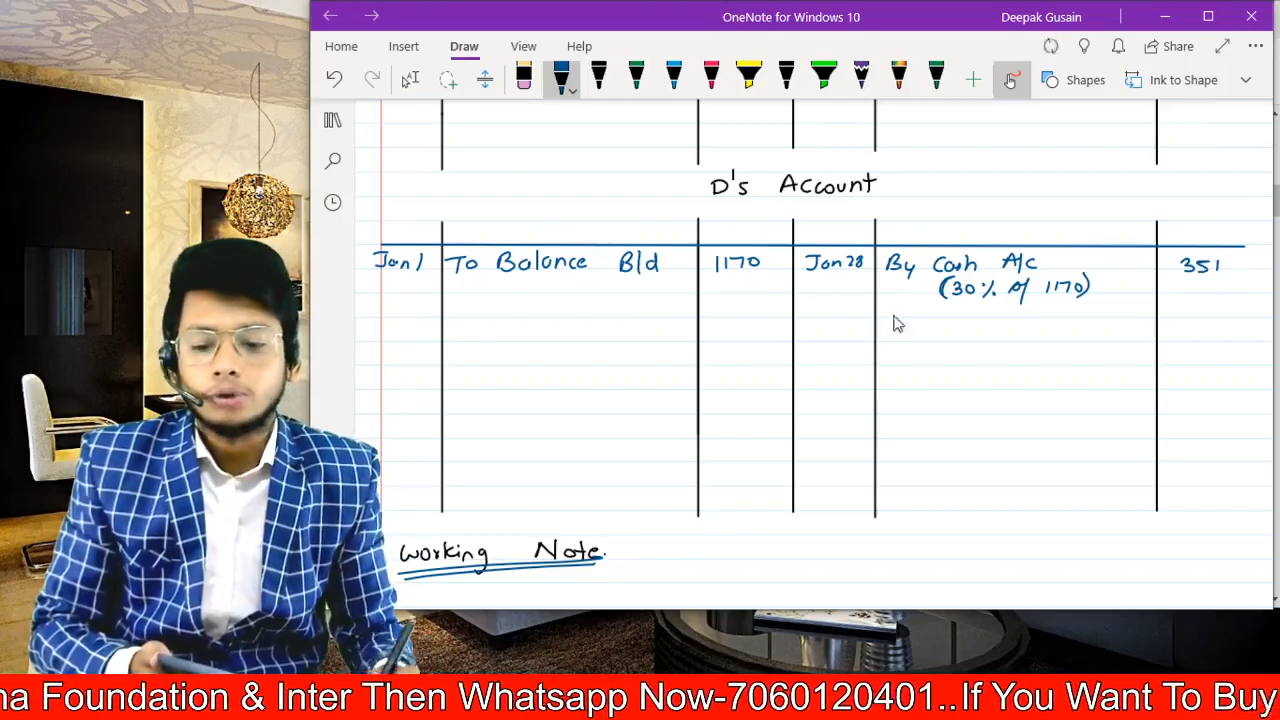 OneNote for Windows 10
Deepak Gusain
Home Insert Draw View Help
Share
Shapes
Ink to Shape
D's Account
Jan 1 To Balance B/d 1170 Jan 28 By Cash A/c 351
(30% of 1170)
Working Note.
na Foundation & Inter Then Whatsapp Now-7060120401..If You Want To Buy